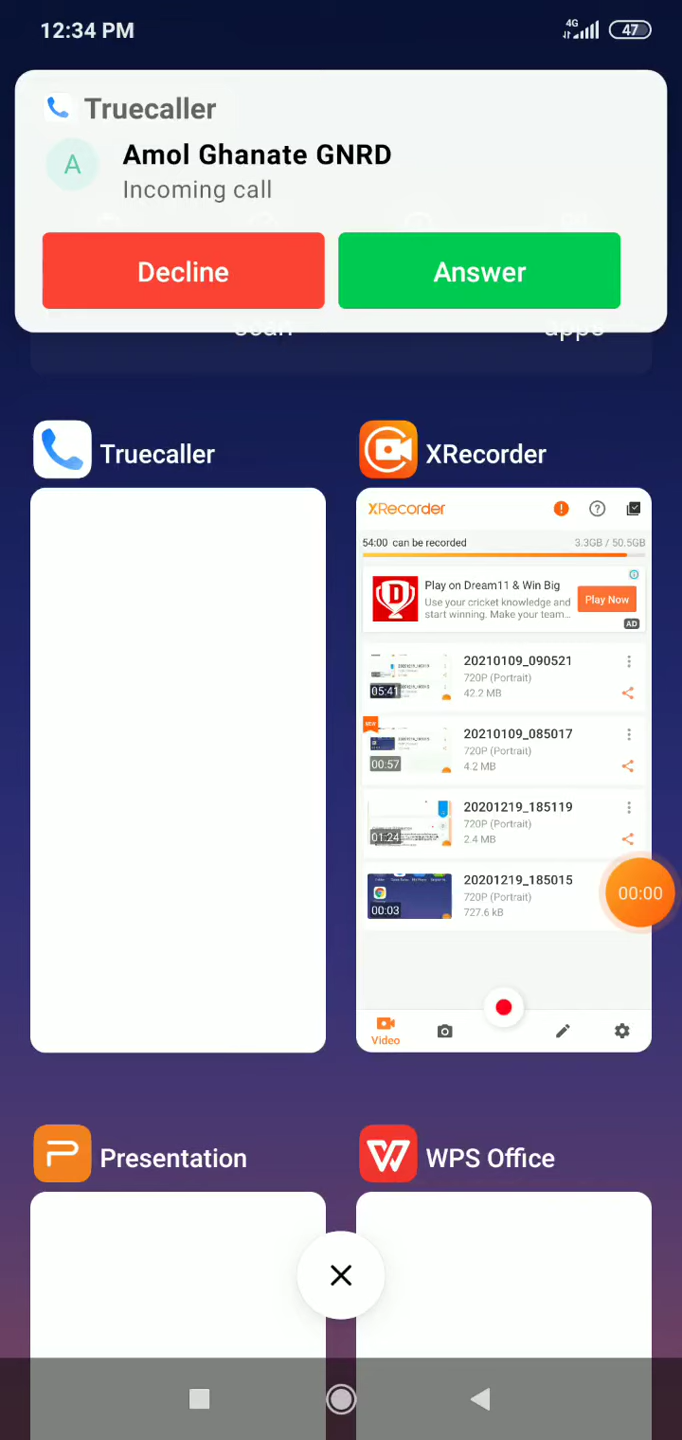 12:34 PM
4G
47
Truecaller
A
Amol Ghanate GNRD
Incoming call
Decline
Answer
scan
apps
Truecaller
XRecorder
XRecorder
54:00 can be recorded
3.3GB / 50.5GB
Play on Dream11 & Win Big
Use your cricket knowledge and
start winning. Make your team...
Play Now
AD
20210109_090521
720P (Portrait)
42.2 MB
05:41
NEW
20210109_085017
720P (Portrait)
4.2 MB
00:57
20201219_185119
720P (Portrait)
2.4 MB
01:24
20201219_185015
720P (Portrait)
727.6 kB
00:03
00:00
Video
Presentation
WPS Office